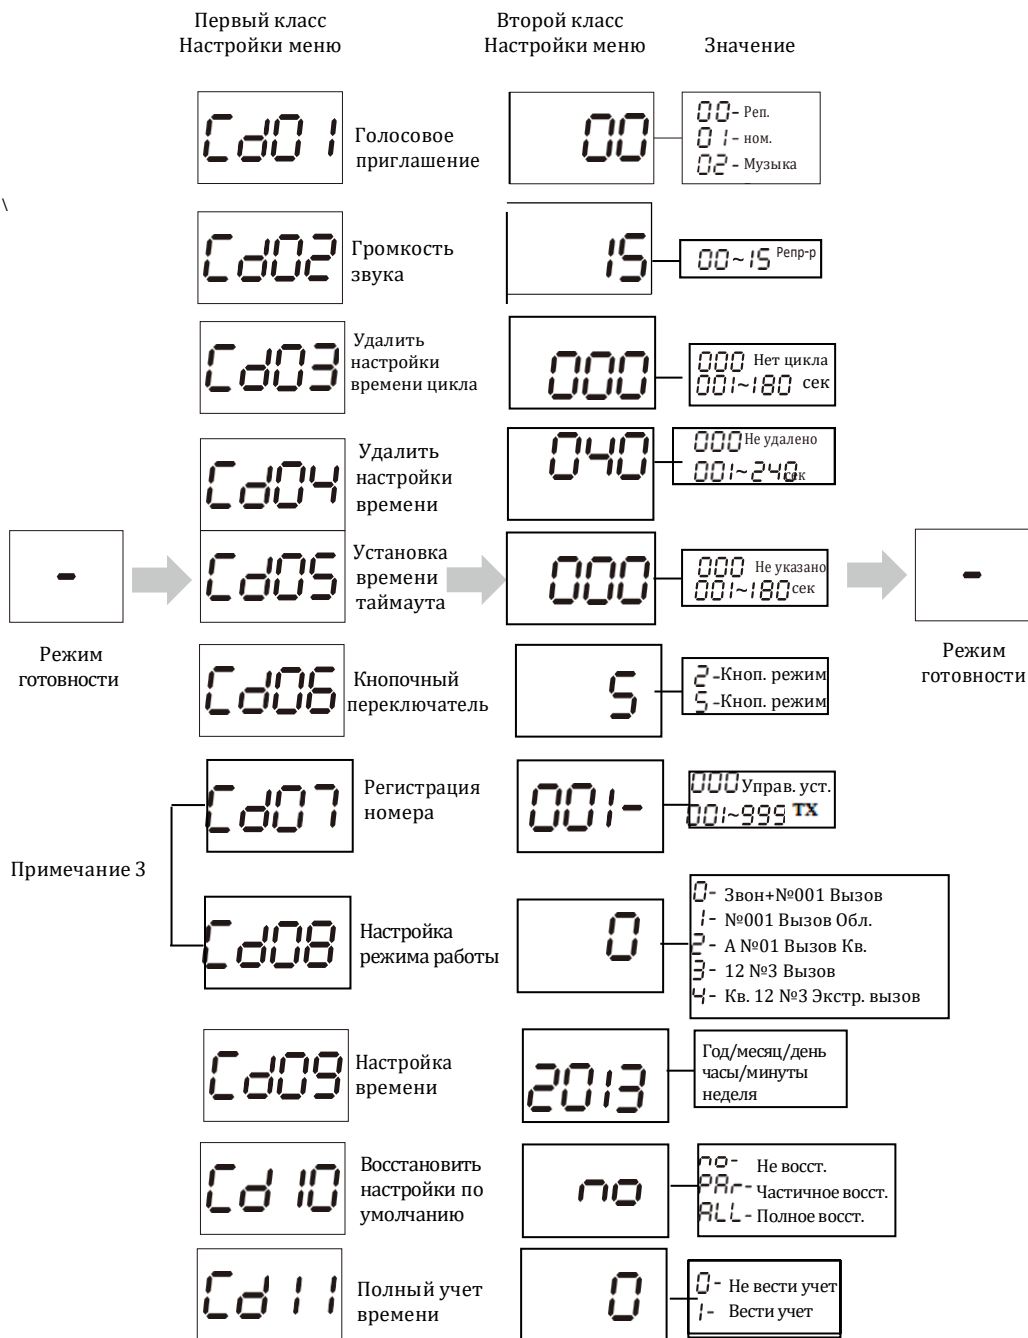 Первый класс
Настройки меню
Второй класс
Настройки меню
Значение
Cd01
Голосовое
приглашение
00
00- Реп.
01- ном.
02- Музыка
\
Cd02
Громкость
звука
15
00~15 Репр-р
Cd03
Удалить
настройки
времени цикла
000
000 Нет цикла
001~180 сек
Cd04
Удалить
настройки
времени
040
000 Не удалено
001~240 сек
-
Режим
готовности
Cd05
Установка
времени
таймаута
000
000 Не указано
001~180 сек
-
Режим
готовности
Cd06
Кнопочный
переключатель
5
2-Кноп. режим
5-Кноп. режим
Примечание 3
Cd07
Регистрация
номера
001-
000 Управ. уст.
001~999 TX
Cd08
Настройка
режима работы
0
0- Звон+№001 Вызов
1- №001 Вызов Обл.
2- А №01 Вызов Кв.
3- 12 №3 Вызов
4- Кв. 12 №3 Экстр. вызов
Cd09
Настройка
времени
2013
Год/месяц/день
часы/минуты
неделя
Cd10
Восстановить
настройки по
умолчанию
no
no- Не восст.
PAr- Частичное восст.
ALL- Полное восст.
Cd11
Полный учет
времени
0
0- Не вести учет
1- Вести учет